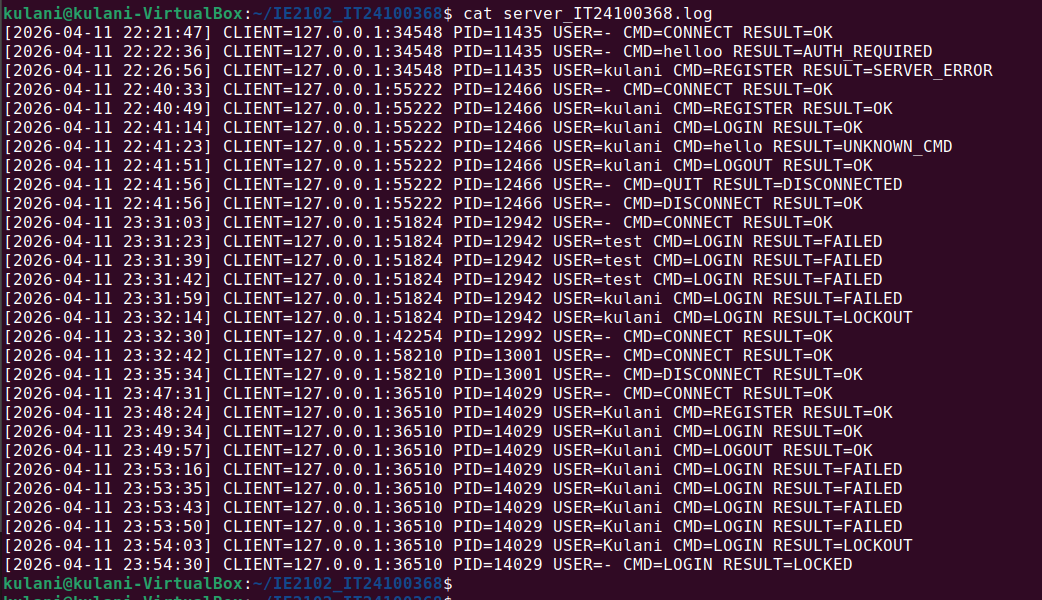 kulani@kulani-VirtualBox:~/IE2102_IT24100368$ cat server_IT24100368.log
[2026-04-11 22:21:47] CLIENT=127.0.0.1:34548 PID=11435 USER=- CMD=CONNECT RESULT=OK
[2026-04-11 22:22:36] CLIENT=127.0.0.1:34548 PID=11435 USER=- CMD=helloo RESULT=AUTH_REQUIRED
[2026-04-11 22:26:56] CLIENT=127.0.0.1:34548 PID=11435 USER=kulani CMD=REGISTER RESULT=SERVER_ERROR
[2026-04-11 22:40:33] CLIENT=127.0.0.1:55222 PID=12466 USER=- CMD=CONNECT RESULT=OK
[2026-04-11 22:40:49] CLIENT=127.0.0.1:55222 PID=12466 USER=kulani CMD=REGISTER RESULT=OK
[2026-04-11 22:41:14] CLIENT=127.0.0.1:55222 PID=12466 USER=kulani CMD=LOGIN RESULT=OK
[2026-04-11 22:41:23] CLIENT=127.0.0.1:55222 PID=12466 USER=kulani CMD=hello RESULT=UNKNOWN_CMD
[2026-04-11 22:41:51] CLIENT=127.0.0.1:55222 PID=12466 USER=kulani CMD=LOGOUT RESULT=OK
[2026-04-11 22:41:56] CLIENT=127.0.0.1:55222 PID=12466 USER=- CMD=QUIT RESULT=DISCONNECTED
[2026-04-11 22:41:56] CLIENT=127.0.0.1:55222 PID=12466 USER=- CMD=DISCONNECT RESULT=OK
[2026-04-11 23:31:03] CLIENT=127.0.0.1:51824 PID=12942 USER=- CMD=CONNECT RESULT=OK
[2026-04-11 23:31:23] CLIENT=127.0.0.1:51824 PID=12942 USER=test CMD=LOGIN RESULT=FAILED
[2026-04-11 23:31:39] CLIENT=127.0.0.1:51824 PID=12942 USER=test CMD=LOGIN RESULT=FAILED
[2026-04-11 23:31:42] CLIENT=127.0.0.1:51824 PID=12942 USER=test CMD=LOGIN RESULT=FAILED
[2026-04-11 23:31:59] CLIENT=127.0.0.1:51824 PID=12942 USER=kulani CMD=LOGIN RESULT=FAILED
[2026-04-11 23:32:14] CLIENT=127.0.0.1:51824 PID=12942 USER=kulani CMD=LOGIN RESULT=LOCKOUT
[2026-04-11 23:32:30] CLIENT=127.0.0.1:42254 PID=12992 USER=- CMD=CONNECT RESULT=OK
[2026-04-11 23:32:42] CLIENT=127.0.0.1:58210 PID=13001 USER=- CMD=CONNECT RESULT=OK
[2026-04-11 23:35:34] CLIENT=127.0.0.1:58210 PID=13001 USER=- CMD=DISCONNECT RESULT=OK
[2026-04-11 23:47:31] CLIENT=127.0.0.1:36510 PID=14029 USER=- CMD=CONNECT RESULT=OK
[2026-04-11 23:48:24] CLIENT=127.0.0.1:36510 PID=14029 USER=Kulani CMD=REGISTER RESULT=OK
[2026-04-11 23:49:34] CLIENT=127.0.0.1:36510 PID=14029 USER=Kulani CMD=LOGIN RESULT=OK
[2026-04-11 23:49:57] CLIENT=127.0.0.1:36510 PID=14029 USER=Kulani CMD=LOGOUT RESULT=OK
[2026-04-11 23:53:16] CLIENT=127.0.0.1:36510 PID=14029 USER=Kulani CMD=LOGIN RESULT=FAILED
[2026-04-11 23:53:35] CLIENT=127.0.0.1:36510 PID=14029 USER=Kulani CMD=LOGIN RESULT=FAILED
[2026-04-11 23:53:43] CLIENT=127.0.0.1:36510 PID=14029 USER=Kulani CMD=LOGIN RESULT=FAILED
[2026-04-11 23:53:50] CLIENT=127.0.0.1:36510 PID=14029 USER=Kulani CMD=LOGIN RESULT=FAILED
[2026-04-11 23:54:03] CLIENT=127.0.0.1:36510 PID=14029 USER=Kulani CMD=LOGIN RESULT=LOCKOUT
[2026-04-11 23:54:30] CLIENT=127.0.0.1:36510 PID=14029 USER=- CMD=LOGIN RESULT=LOCKED
kulani@kulani-VirtualBox:~/IE2102_IT24100368$